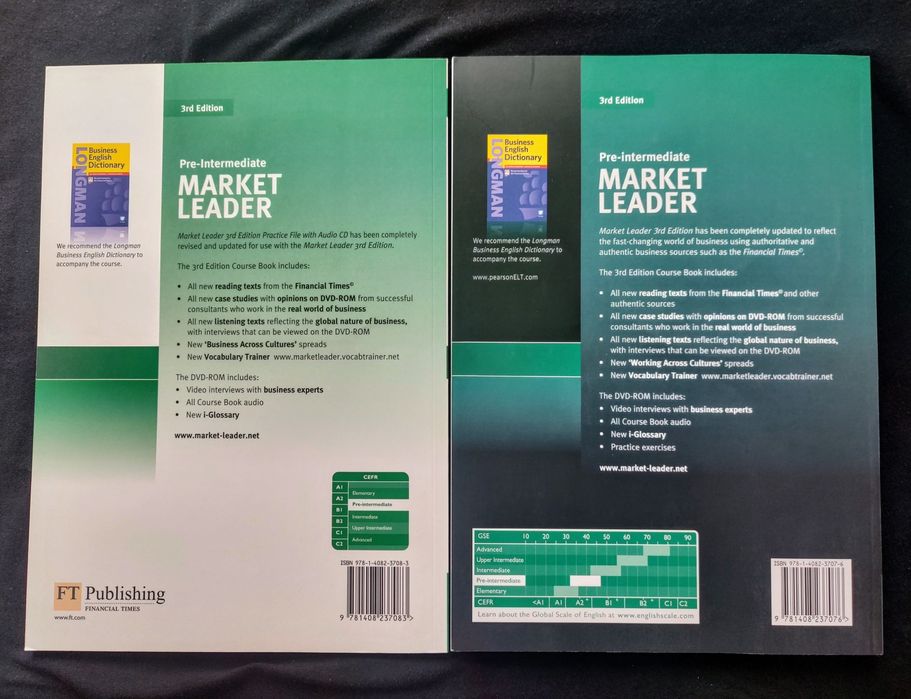 3rd Edition
LONGMAN
Business
English
Dictionary
We recommend the Longman
Business English Dictionary to
accompany the course.
Pre-intermediate
MARKET
LEADER
Market Leader 3rd Edition Practice File with Audio CD has been completely
revised and updated for use with the Market Leader 3rd Edition.
The 3rd Edition Course Book includes:
• All new reading texts from the Financial Times©
• All new case studies with opinions on DVD-ROM from successful
consultants who work in the real world of business
• All new listening texts reflecting the global nature of business,
with interviews that can be viewed on the DVD-ROM
• New 'Business Across Cultures' spreads
• New Vocabulary Trainer www.marketleader.vocabtrainer.net
The DVD-ROM includes:
• Video interviews with business experts
• All Course Book audio
• New i-Glossary
www.market-leader.net
CEFR
A1
A2
B1
B2
C1
C2
Elementary
Pre-intermediate
Intermediate
Upper Intermediate
Advanced
FT Publishing
FINANCIAL TIMES
www.ft.com
ISBN 978-1-4082-3708-3
9 781408 237083 >
3rd Edition
LONGMAN
Business
English
Dictionary
We recommend the Longman
Business English Dictionary to
accompany the course.
www.pearsonELT.com
Pre-intermediate
MARKET
LEADER
Market Leader 3rd Edition has been completely updated to reflect
the fast-changing world of business using authoritative and
authentic business sources such as the Financial Times©.
The 3rd Edition Course Book includes:
• All new reading texts from the Financial Times© and other
authentic sources
• All new case studies with opinions on DVD-ROM from successful
consultants who work in the real world of business
• All new listening texts reflecting the global nature of business,
with interviews that can be viewed on the DVD-ROM
• New 'Working Across Cultures' spreads
• New Vocabulary Trainer www.marketleader.vocabtrainer.net
The DVD-ROM includes:
• Video interviews with business experts
• All Course Book audio
• New i-Glossary
• Practice exercises
www.market-leader.net
GSE 10 20 30 40 50 60 70 80 90
Advanced
Upper Intermediate
Intermediate
Pre-intermediate
Elementary
CEFR <A1 A1 A2 + B1 + B2 + C1 C2
Learn about the Global Scale of English at www.englishscale.com
ISBN 978-1-4082-3707-6
9 781408 237076 >